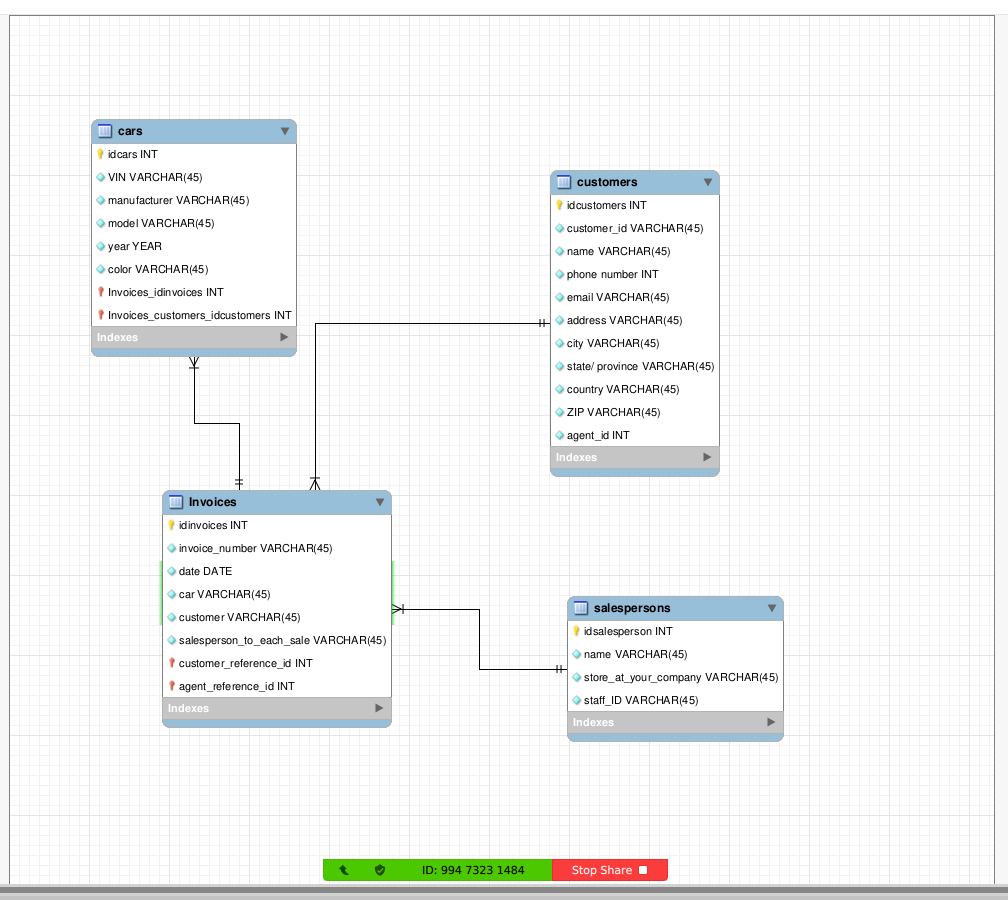 cars
idcars INT
VIN VARCHAR(45)
manufacturer VARCHAR(45)
model VARCHAR(45)
year YEAR
color VARCHAR(45)
Invoices_idinvoices INT
Invoices_customers_idcustomers INT
Indexes
customers
idcustomers INT
customer_id VARCHAR(45)
name VARCHAR(45)
phone number INT
email VARCHAR(45)
address VARCHAR(45)
city VARCHAR(45)
state/ province VARCHAR(45)
country VARCHAR(45)
ZIP VARCHAR(45)
agent_id INT
Indexes
Invoices
idinvoices INT
invoice_number VARCHAR(45)
date DATE
car VARCHAR(45)
customer VARCHAR(45)
salesperson_to_each_sale VARCHAR(45)
customer_reference_id INT
agent_reference_id INT
Indexes
salespersons
idsalesperson INT
name VARCHAR(45)
store_at_your_company VARCHAR(45)
staff_ID VARCHAR(45)
Indexes
ID: 994 7323 1484
Stop Share